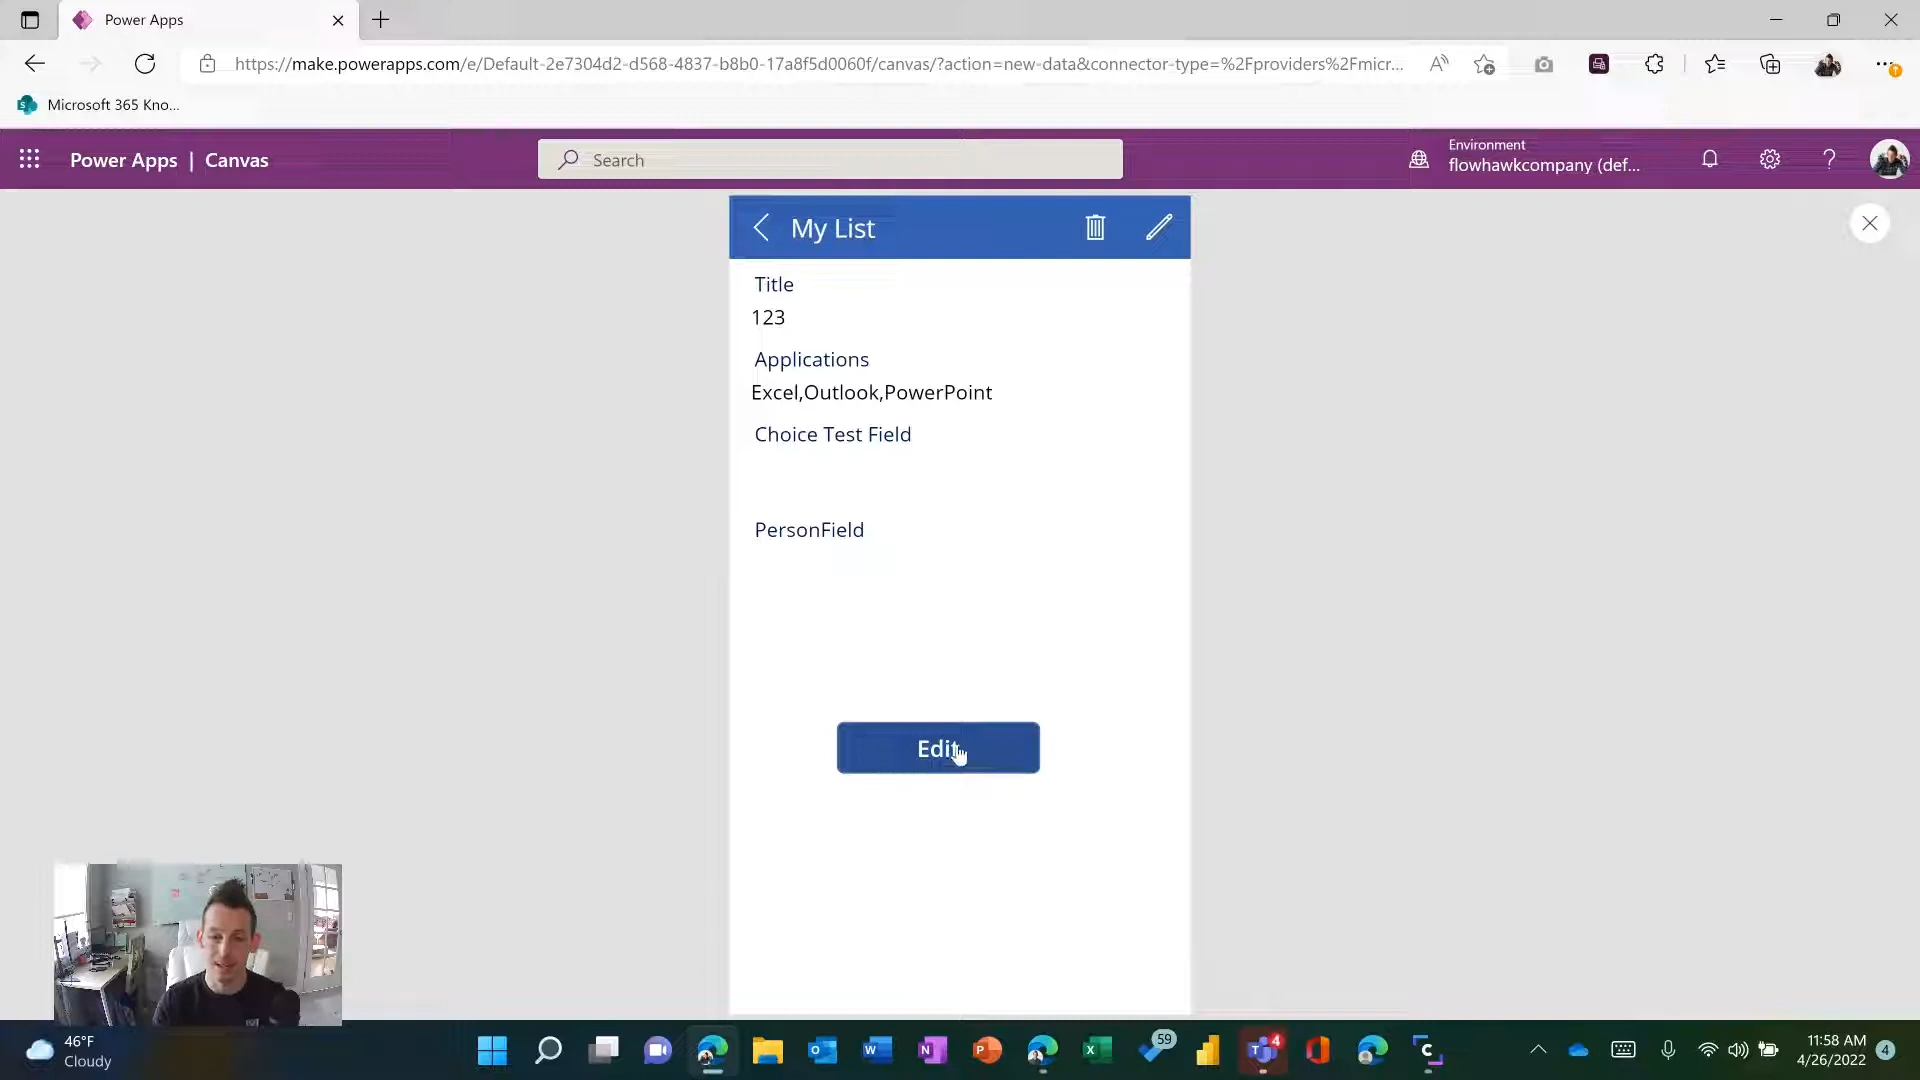 Power Apps
https://make.powerapps.com/e/Default-2e7304d2-d568-4837-b8b0-17a8f5d0060f/canvas/?action=new-data&connector-type=%2Fproviders%2Fmicr...
Microsoft 365 Kno...
Power Apps | Canvas
Search
Environment
flowhawkcompany (def...
My List
Title
123
Applications
Excel,Outlook,PowerPoint
Choice Test Field
PersonField
Edit
46°F
Cloudy
59
4
11:58 AM
4/26/2022
4